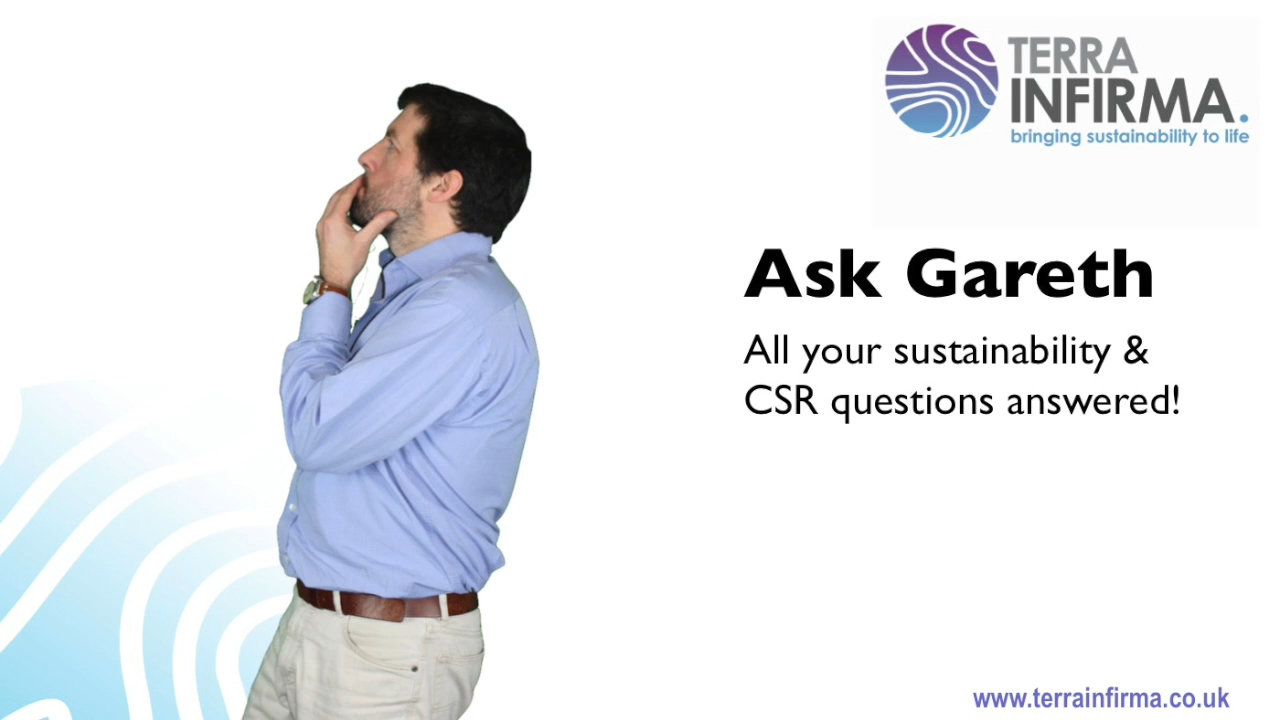 TERRA
INFIRMA.
bringing sustainability to life
Ask Gareth
All your sustainability &
CSR questions answered!
www.terrainfirma.co.uk